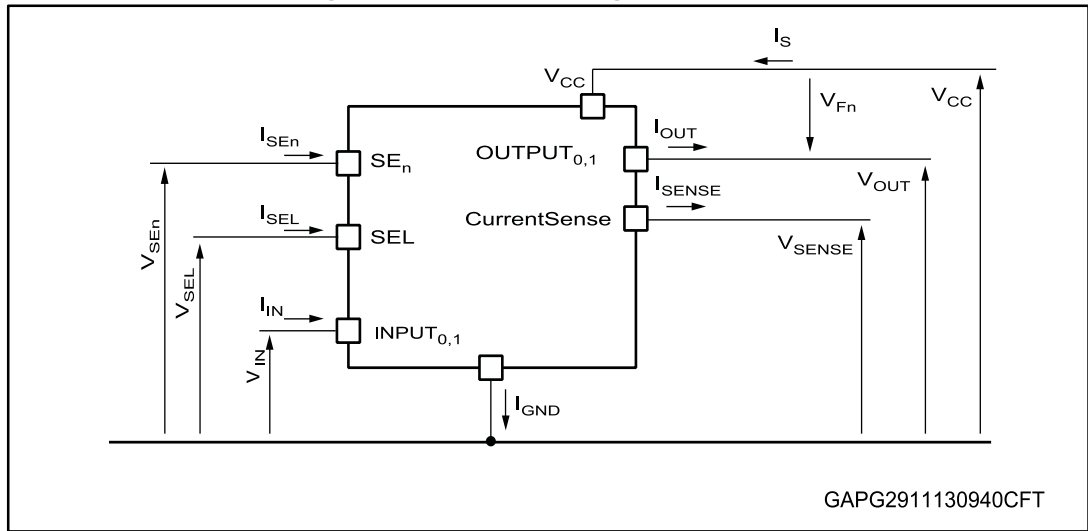 I_S
V_CC
V_Fn
V_CC
I_SEn
SE_n
I_OUT
OUTPUT_0,1
V_OUT
I_SENSE
CurrentSense
V_SENSE
I_SEL
SEL
V_SEn
V_SEL
I_IN
INPUT_0,1
V_IN
I_GND
GAPG2911130940CFT